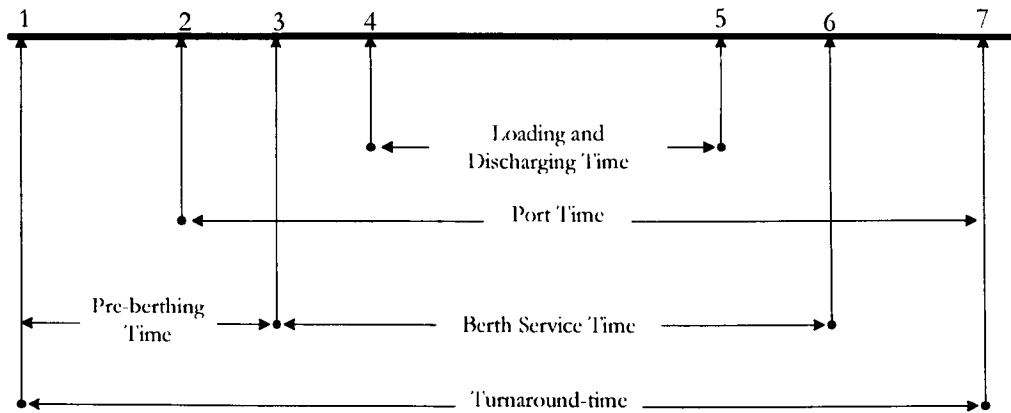 1 2 3 4 5 6 7
Loading and
Discharging Time
Port Time
Pre-berthing
Time
Berth Service Time
Turnaround-time